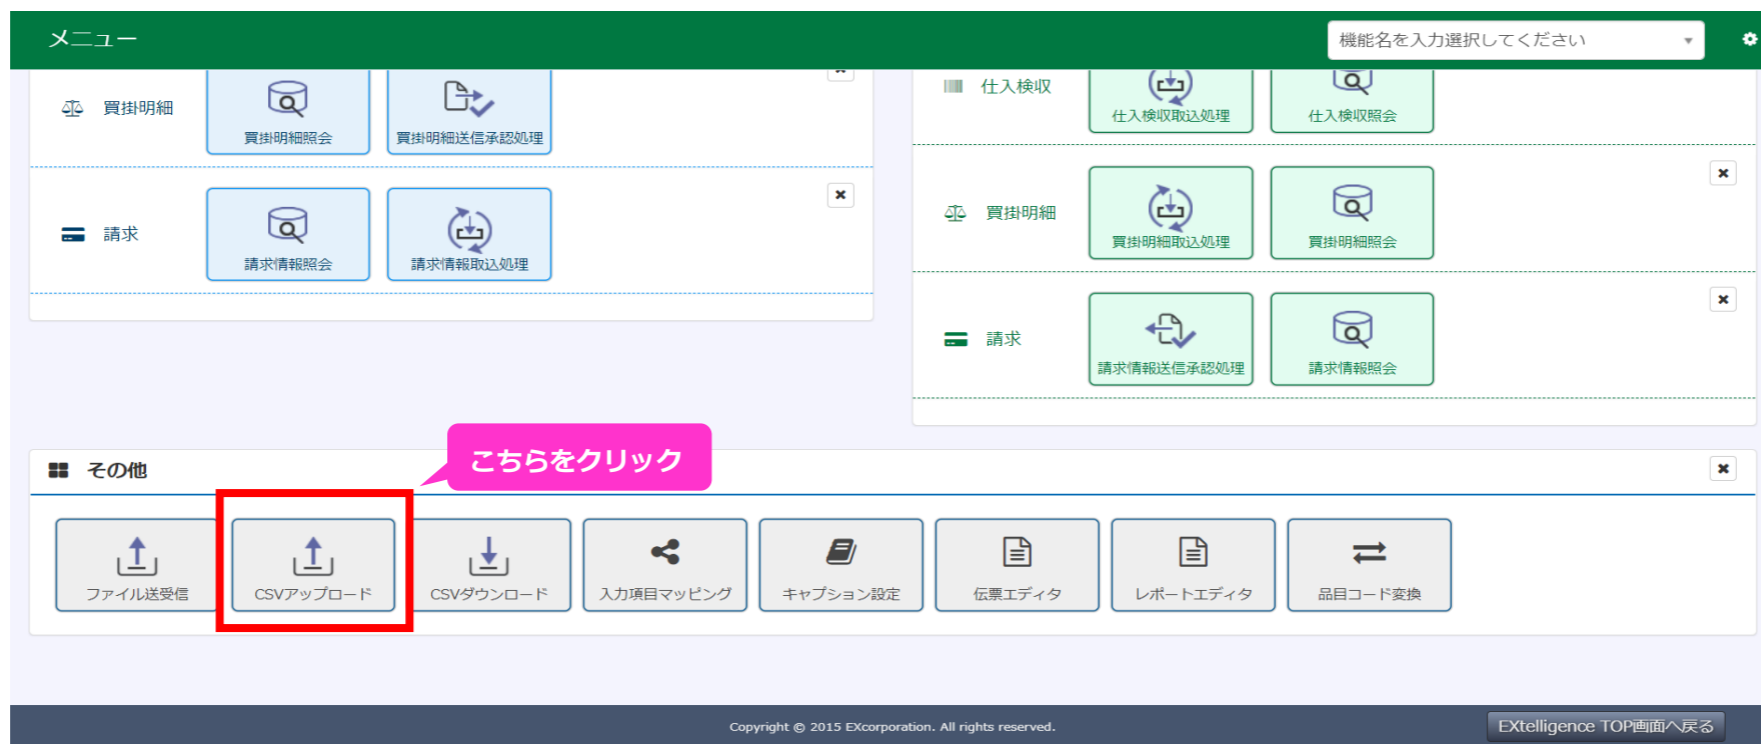 メニュー
機能名を入力選択してください
買掛明細
買掛明細照会
買掛明細送信承認処理
請求
請求情報照会
請求情報取込処理
仕入検収
仕入検収取込処理
仕入検収照会
買掛明細
買掛明細取込処理
買掛明細照会
請求
請求情報送信承認処理
請求情報照会
こちらをクリック
その他
ファイル送受信
CSVアップロード
CSVダウンロード
入力項目マッピング
キャプション設定
伝票エディタ
レポートエディタ
品目コード変換
Copyright © 2015 EXcorporation. All rights reserved.
EXtelligence TOP画面へ戻る